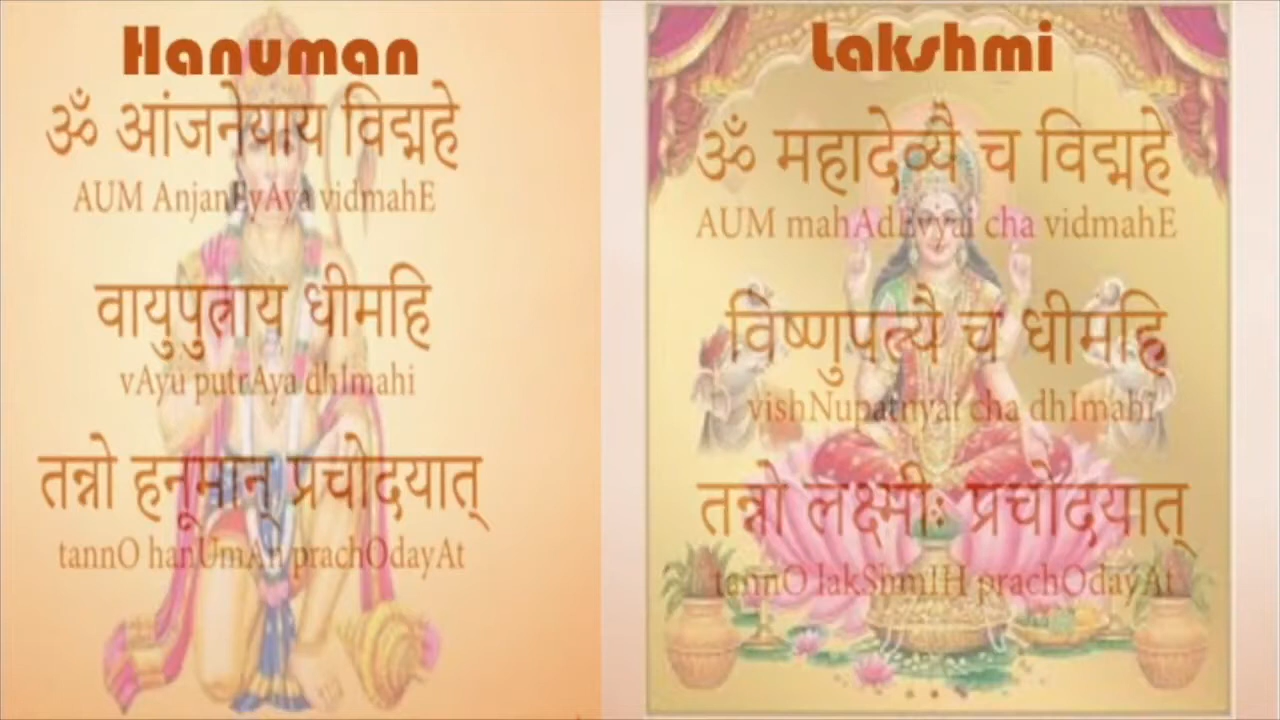 Hanuman
ॐ आंजनेयाय विद्महे
AUM AnjanEyAya vidmahE
वायुपुत्राय धीमहि
vAyu putrAya dhImahi
तन्नो हनूमान् प्रचोदयात्
tannO hanUmAn prachOdayAt
Lakshmi
ॐ महादेव्यै च विद्महे
AUM mahAdEvyai cha vidmahE
विष्णुपत्न्यै च धीमहि
vishNupatnyai cha dhImahi
तन्नो लक्ष्मीः प्रचोदयात्
tannO lakShmIH prachOdayAt